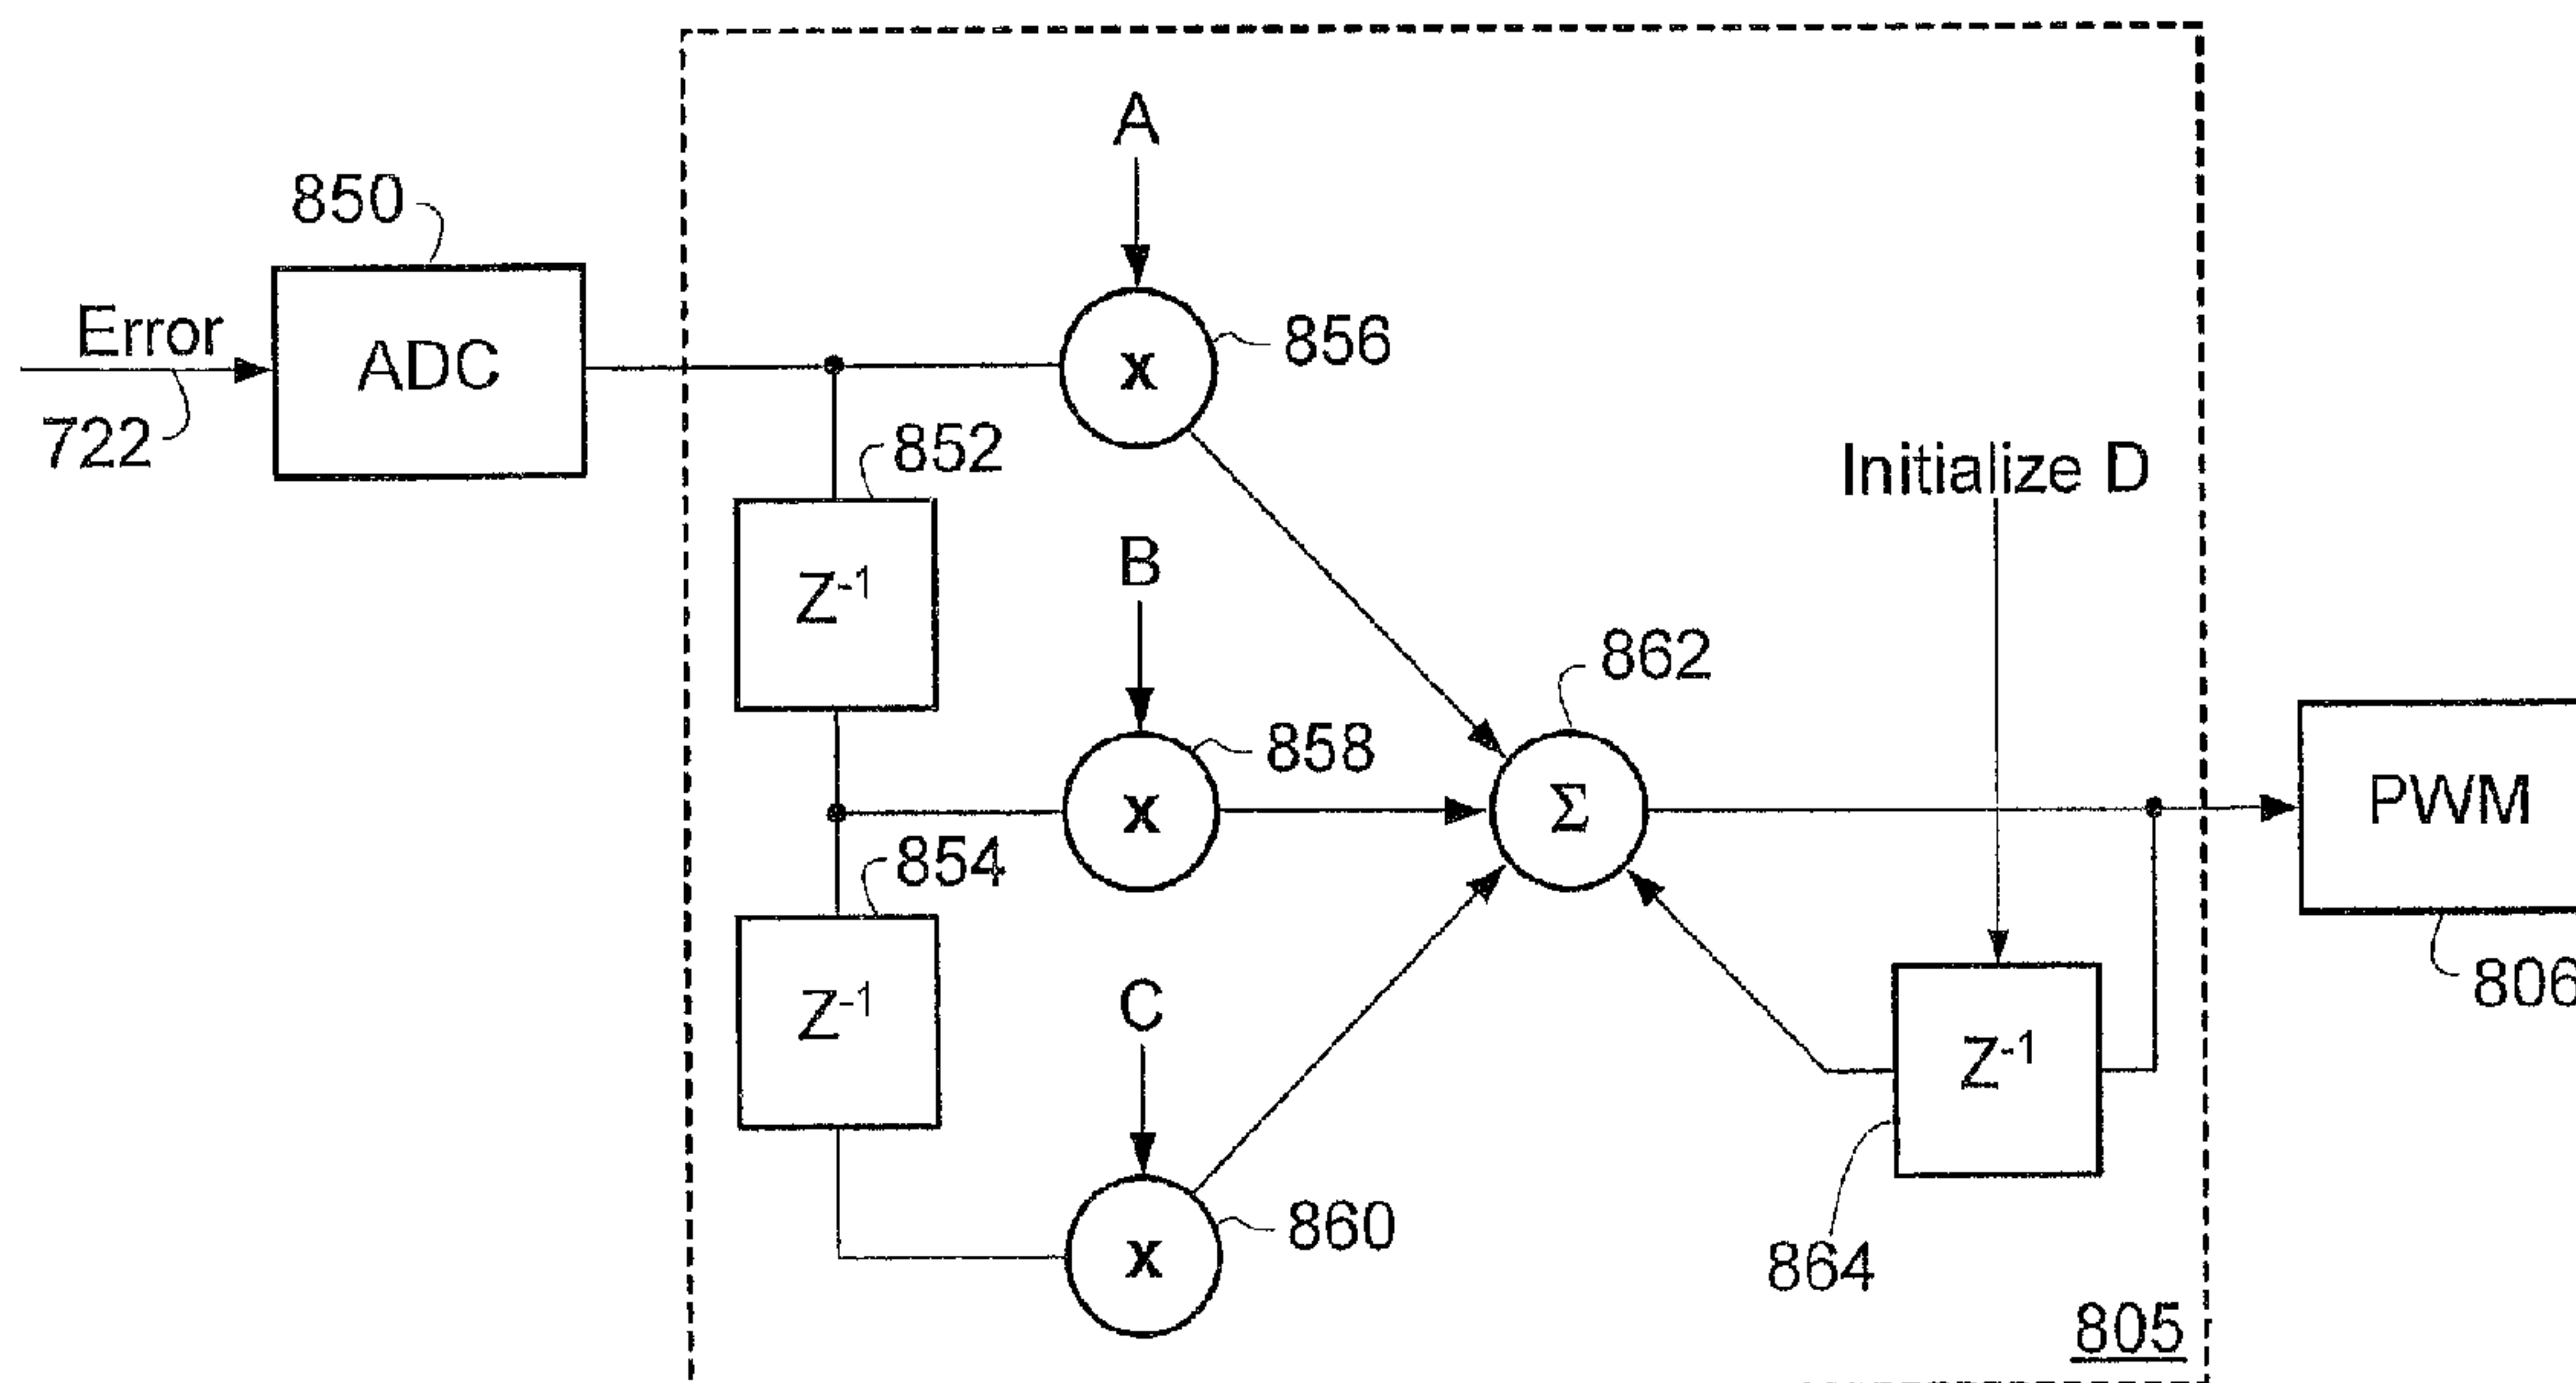 A
850
Error
ADC
x
856
722
852
Initialize D
Z-1
B
862
858
x
Σ
PWM
854
806
C
Z-1
Z-1
860
x
864
805